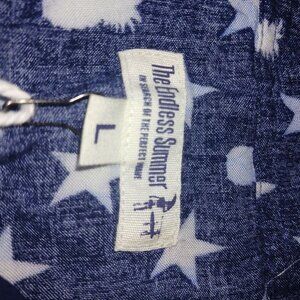 The Endless Summer
IN SEARCH OF THE PERFECT WAVE
L